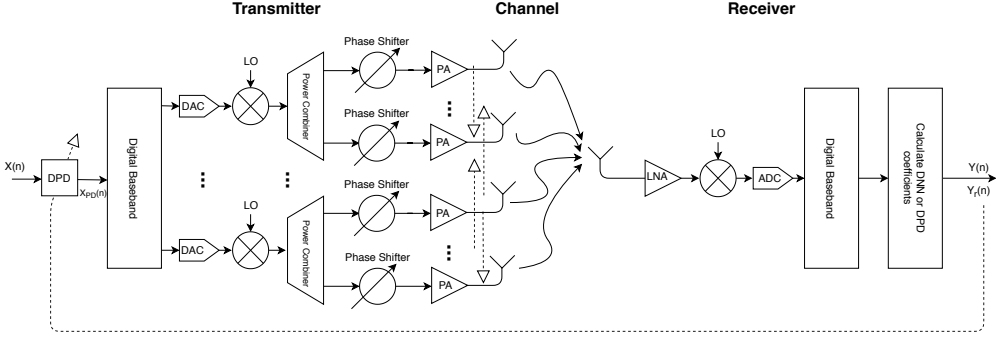 Transmitter
Channel
Receiver
X(n)
DPD
X_PD(n)
Digital Baseband
DAC
LO
Power Combiner
Phase Shifter
PA
Phase Shifter
PA
DAC
LO
Power Combiner
Phase Shifter
PA
Phase Shifter
PA
LNA
LO
ADC
Digital Baseband
Calculate DNN or DPD
coefficients
Y(n)
Y_r(n)